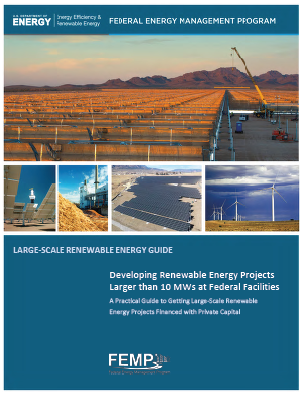 U.S. DEPARTMENT OF
ENERGY
Energy Efficiency &
Renewable Energy
FEDERAL ENERGY MANAGEMENT PROGRAM
LARGE-SCALE RENEWABLE ENERGY GUIDE
Developing Renewable Energy Projects
Larger than 10 MWs at Federal Facilities
A Practical Guide to Getting Large-Scale Renewable
Energy Projects Financed with Private Capital
FEMP